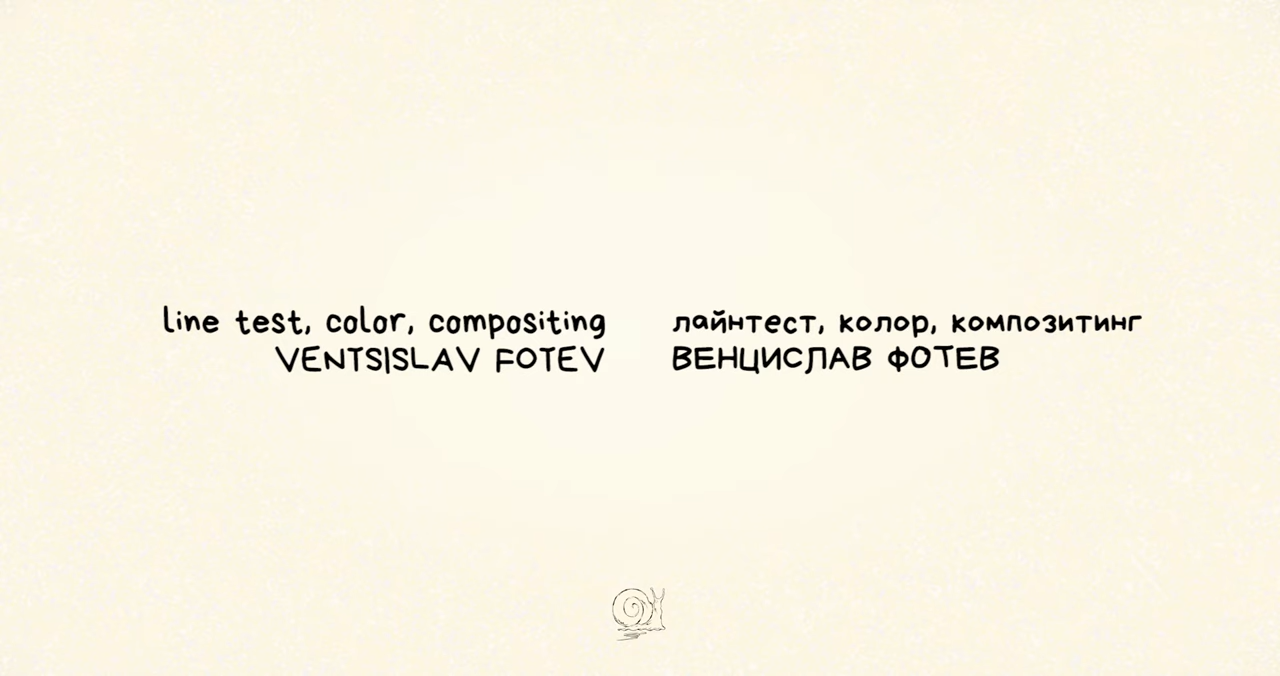 line test, color, compositing
VENTSISLAV FOTEV
лайнтест, колор, композитинг
ВЕНЦИСЛАВ ФОТЕВ